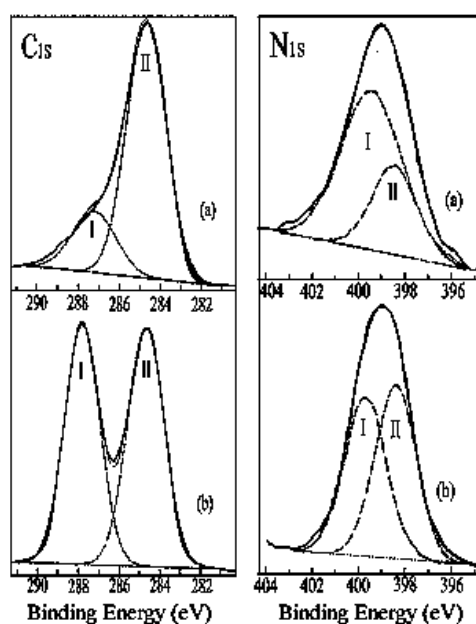 C1s
II
I
(a)
290 288 286 284 282
I
II
(b)
290 288 286 284 282
Binding Energy (eV)
N1s
I
II
(a)
404 402 400 398 396
I
II
(b)
404 402 400 398 396
Binding Energy (eV)